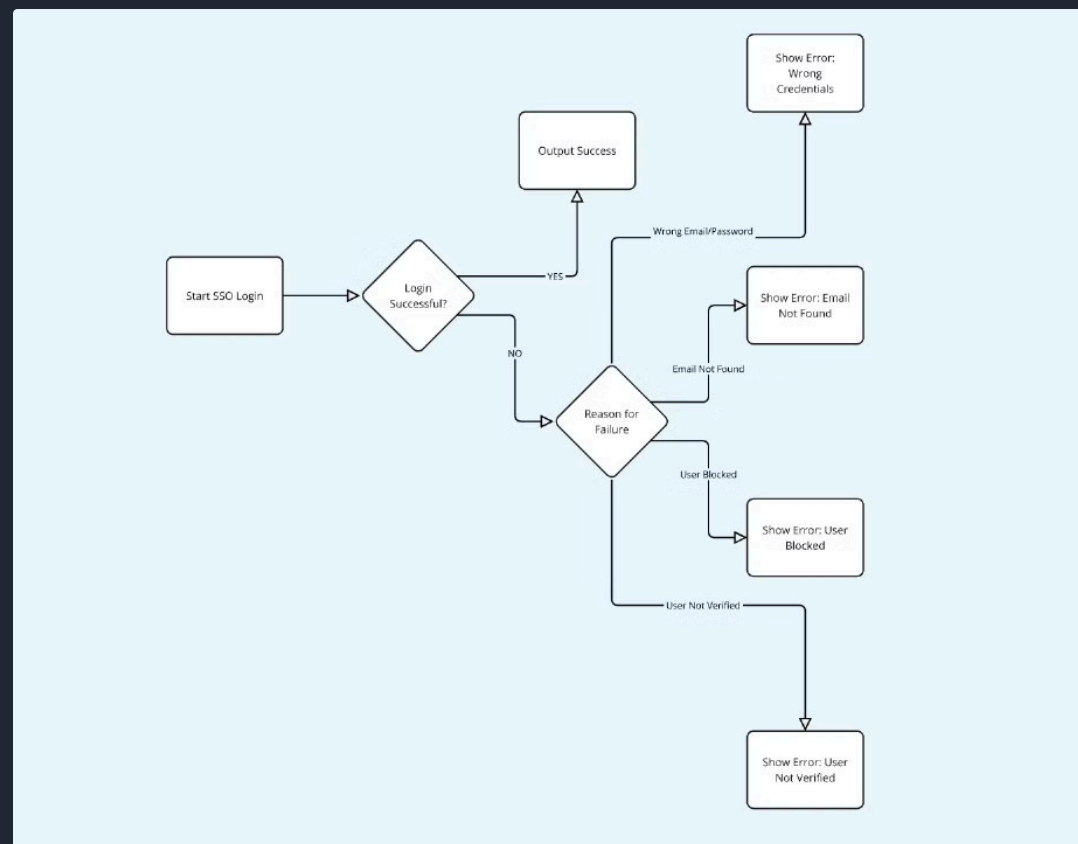 Show Error:
Wrong
Credentials
Output Success
Wrong Email/Password
YES
Start SSO Login
Login
Successful?
Show Error: Email
Not Found
NO
Email Not Found
Reason for
Failure
User Blocked
Show Error: User
Blocked
User Not Verified
Show Error: User
Not Verified